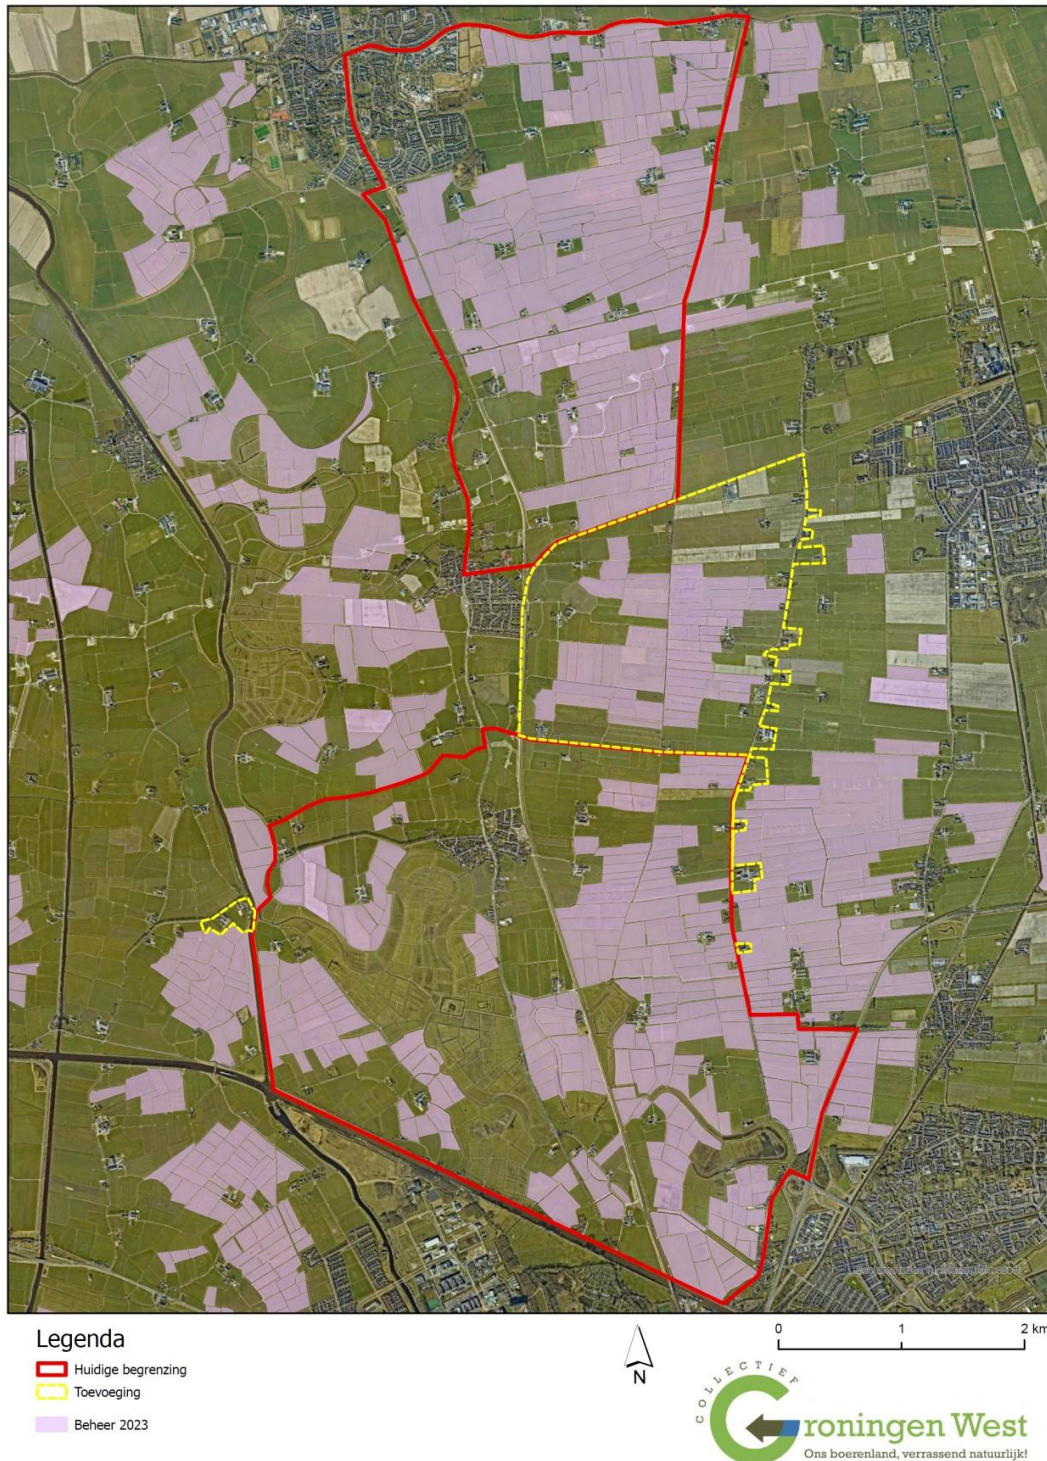 Legenda
Huidige begrenzing
Toevoeging
Beheer 2023
N
0 1 2 km
COLLECTIEF
Groningen West
Ons boerenland, verrassend natuurlijk!